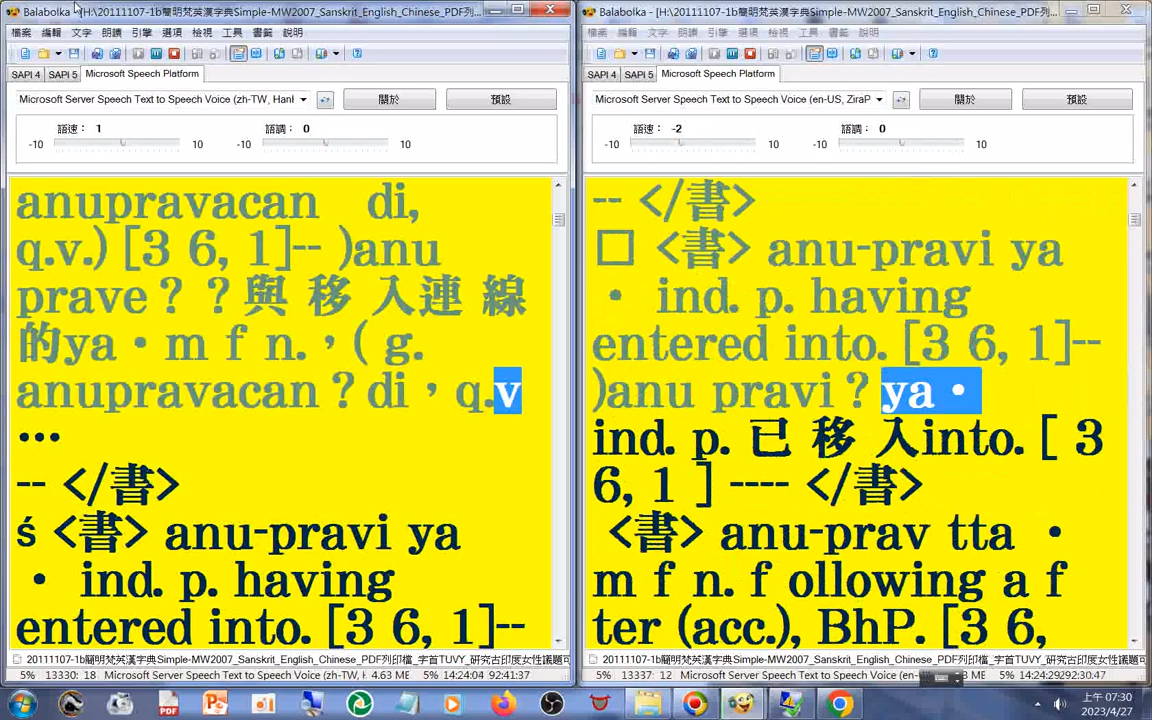 Balabolka - [H:\20111107-1b簡明梵英漢字典Simple-MW2007_Sanskrit_English_Chinese_PDF列...
檔案 編輯 文字 朗讀 引擎 選項 檢視 工具 書籤 說明
SAPI 4 SAPI 5 Microsoft Speech Platform
Microsoft Server Speech Text to Speech Voice (zh-TW, Hanl
關於
預設
語速： 1
語調： 0
-10 10 -10 10
anupravacan di,
q.v.) [3 6, 1]-- )anu
prave？？與 移 入連 線
的ya • m f n.，( g.
anupravacan？di，q.v
...
-- </書>
ś <書> anu-pravi ya
• ind. p. having
entered into. [3 6, 1]--
20111107-1b簡明梵英漢字典Simple-MW2007_Sanskrit_English_Chinese_PDF列印檔_字首TUVY_研究古印度女性議題可
5% 13330: 18 Microsoft Server Speech Text to Speech Voice (zh-TW, H 4.63 ME 5% 14:24:04 92:41:37
Balabolka - [H:\20111107-1b簡明梵英漢字典Simple-MW2007_Sanskrit_English_Chinese_PDF列印...
檔案 編輯 文字 朗讀 引擎 選項 檢視 工具 書籤 說明
SAPI 4 SAPI 5 Microsoft Speech Platform
Microsoft Server Speech Text to Speech Voice (en-US, ZiraP
關於
預設
語速： -2
語調： 0
-10 10 -10 10
-- </書>
□ <書> anu-pravi ya
• ind. p. having
entered into. [3 6, 1]--
)anu pravi？ya •
ind. p. 已 移 入into. [ 3
6, 1 ] ---- </書>
<書> anu-prav tta •
m f n. f ollowing a f
ter (acc.), BhP. [3 6,
20111107-1b簡明梵英漢字典Simple-MW2007_Sanskrit_English_Chinese_PDF列印檔_字首TUVY_研究古印度女性議題可
5% 13337: 12 Microsoft Server Speech Text to Speech Voice (en-US,
3 ME 5% 14:24:2929:30:47
上午 07:30
2023/4/27